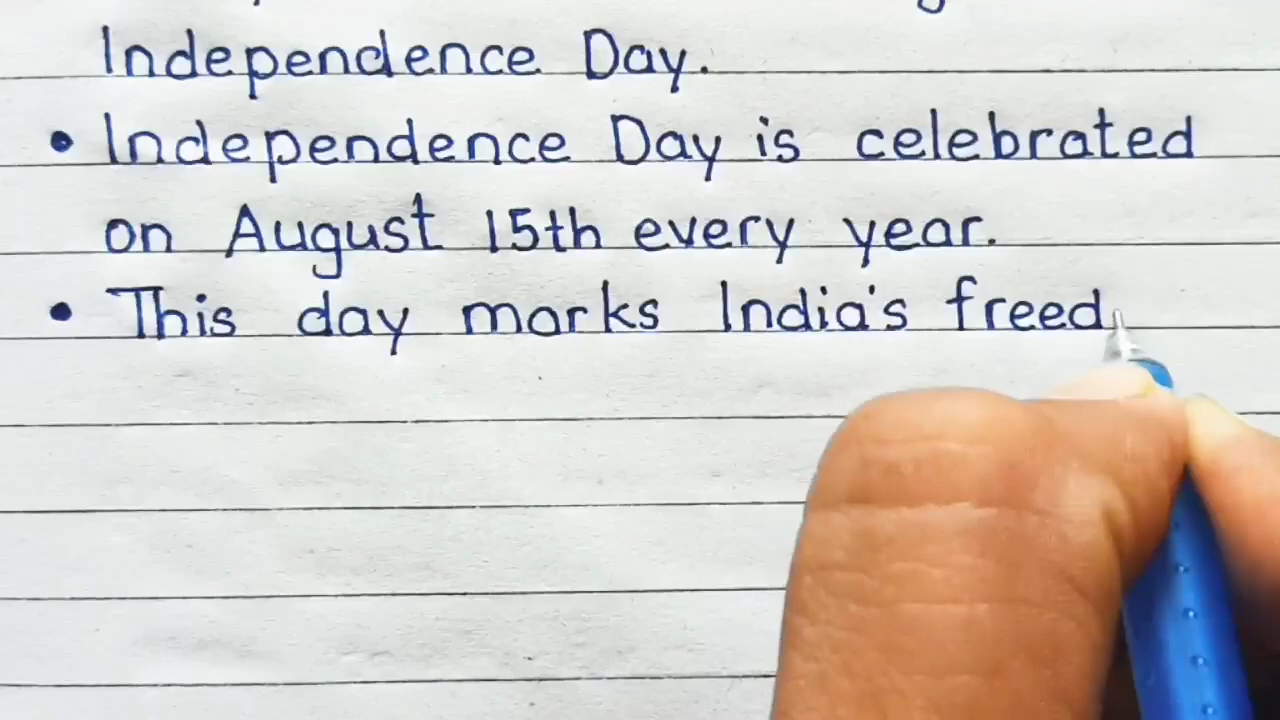 Independence Day.
• Independence Day is celebrated
on August 15th every year.
• This day marks India's freed